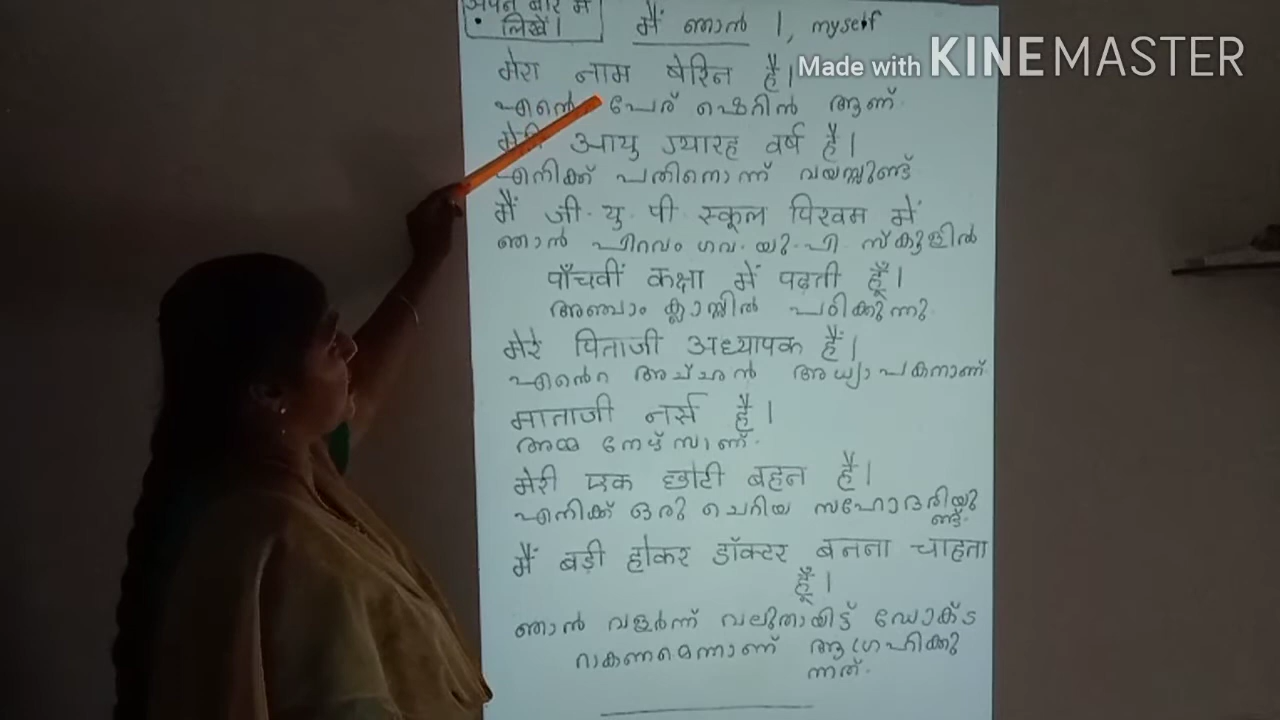 अपने बारे में
लिखें।
मैं ഞാൻ I, myself
Made with KINEMASTER
मेरा नाम षेरिन है।
എന്റെ പേര് ഷെറിൻ ആണ്.
मेरी आयु ग्यारह वर्ष है।
എനിക്ക് പതിനൊന്ന് വയസ്സുണ്ട്
मैं जी. यु. पी स्कूल पिरवम में
ഞാൻ പിറവം ഗവ. യു. പി. സ്കൂളിൽ
पाँचवीं कक्षा में पढ़ती हूँ।
അഞ്ചാം ക്ലാസ്സിൽ പഠിക്കുന്നു.
मेरे पिताजी अध्यापक हैं।
എന്റെ അച്ഛൻ അധ്യാപകനാണ്.
माताजी नर्स है।
അമ്മ നേഴ്സാണ്.
मेरी एक छोटी बहन है।
എനിക്ക് ഒരു ചെറിയ സഹോദരിയു
ണ്ട്.
मैं बड़ी होकर डॉक्टर बनना चाहता
हूँ।
ഞാൻ വളർന്ന് വലുതായിട്ട് ഡോക്ട
റാകണമെന്നാണ് ആഗ്രഹിക്കു
ന്നത്.